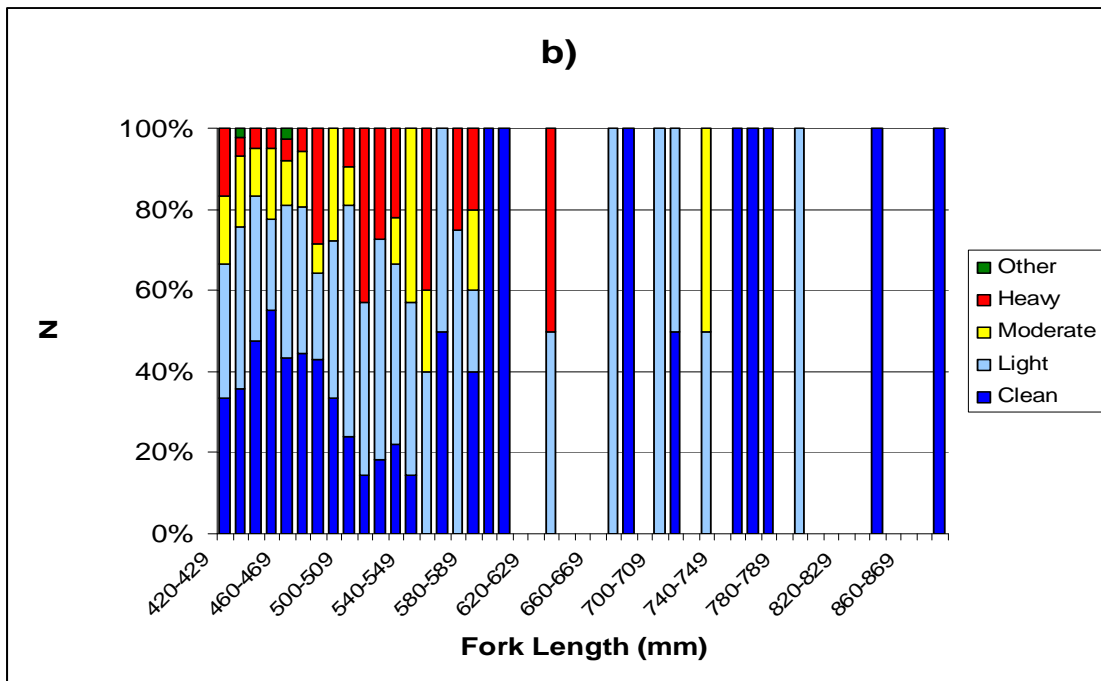 b)
100%
80%
60%
40%
20%
0%
N
420-429
460-469
500-509
540-549
580-589
620-629
660-669
700-709
740-749
780-789
820-829
860-869
Fork Length (mm)
Other
Heavy
Moderate
Light
Clean